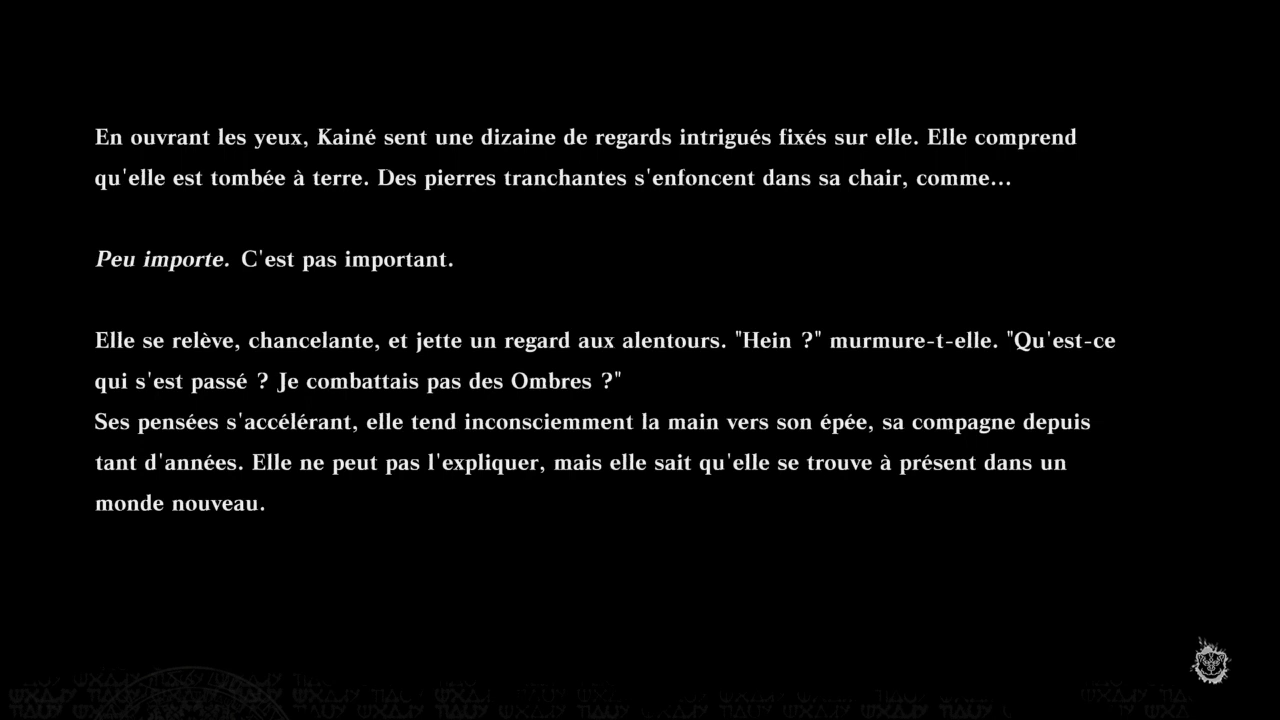 En ouvrant les yeux, Kainé sent une dizaine de regards intrigués fixés sur elle. Elle comprend
qu'elle est tombée à terre. Des pierres tranchantes s'enfoncent dans sa chair, comme...
Peu importe. C'est pas important.
Elle se relève, chancelante, et jette un regard aux alentours. "Hein ?" murmure-t-elle. "Qu'est-ce
qui s'est passé ? Je combattais pas des Ombres ?"
Ses pensées s'accélérant, elle tend inconsciemment la main vers son épée, sa compagne depuis
tant d'années. Elle ne peut pas l'expliquer, mais elle sait qu'elle se trouve à présent dans un
monde nouveau.